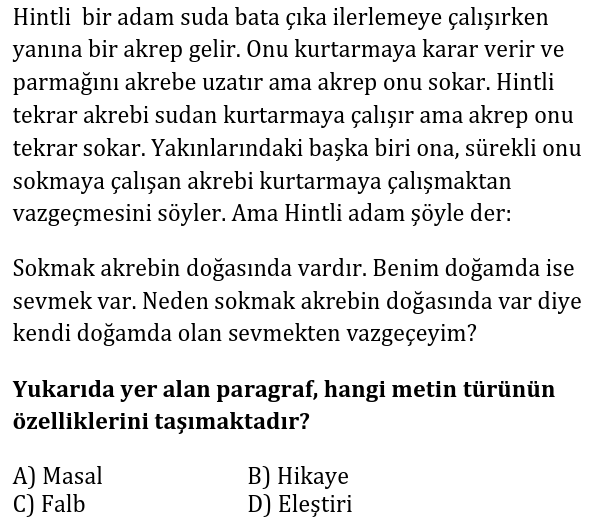 Hintli  bir adam suda bata çıka ilerlemeye çalışırken
yanına bir akrep gelir. Onu kurtarmaya karar verir ve
parmağını akrebe uzatır ama akrep onu sokar. Hintli
tekrar akrebi sudan kurtarmaya çalışır ama akrep onu
tekrar sokar. Yakınlarındaki başka biri ona, sürekli onu
sokmaya çalışan akrebi kurtarmaya çalışmaktan
vazgeçmesini söyler. Ama Hintli adam şöyle der:
Sokmak akrebin doğasında vardır. Benim doğamda ise
sevmek var. Neden sokmak akrebin doğasında var diye
kendi doğamda olan sevmekten vazgeçeyim?
Yukarıda yer alan paragraf, hangi metin türünün
özelliklerini taşımaktadır?
A) Masal B) Hikaye
C) Falb D) Eleştiri